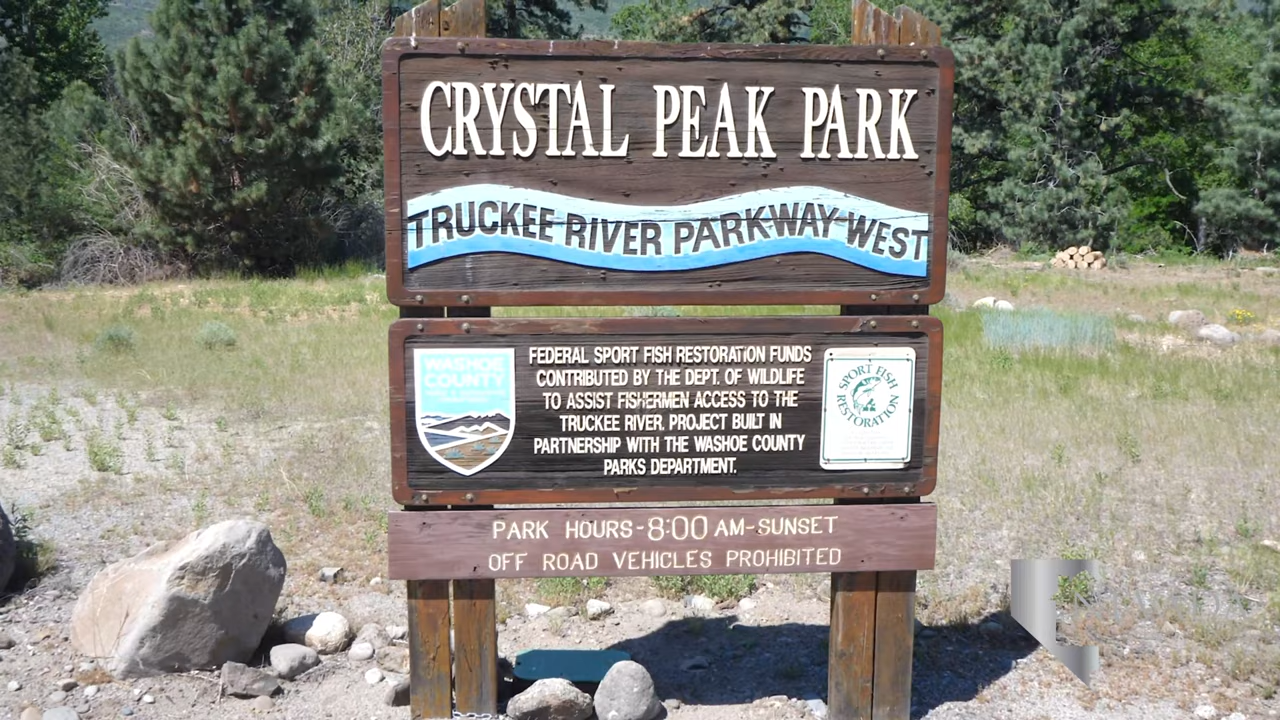 CRYSTAL PEAK PARK
TRUCKEE RIVER PARKWAY WEST
WASHOE
COUNTY
FEDERAL SPORT FISH RESTORATION FUNDS
CONTRIBUTED BY THE DEPT. OF WILDLIFE
TO ASSIST FISHERMEN ACCESS TO THE
TRUCKEE RIVER. PROJECT BUILT IN
PARTNERSHIP WITH THE WASHOE COUNTY
PARKS DEPARTMENT.
SPORT FISH
RESTORATION
PARK HOURS-8:00 AM-SUNSET
OFF ROAD VEHICLES PROHIBITED